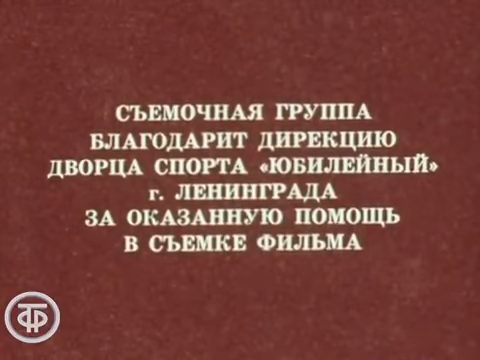 СЪЕМОЧНАЯ ГРУППА
БЛАГОДАРИТ ДИРЕКЦИЮ
ДВОРЦА СПОРТА «ЮБИЛЕЙНЫЙ»
г. ЛЕНИНГРАДА
ЗА ОКАЗАННУЮ ПОМОЩЬ
В СЪЕМКЕ ФИЛЬМА